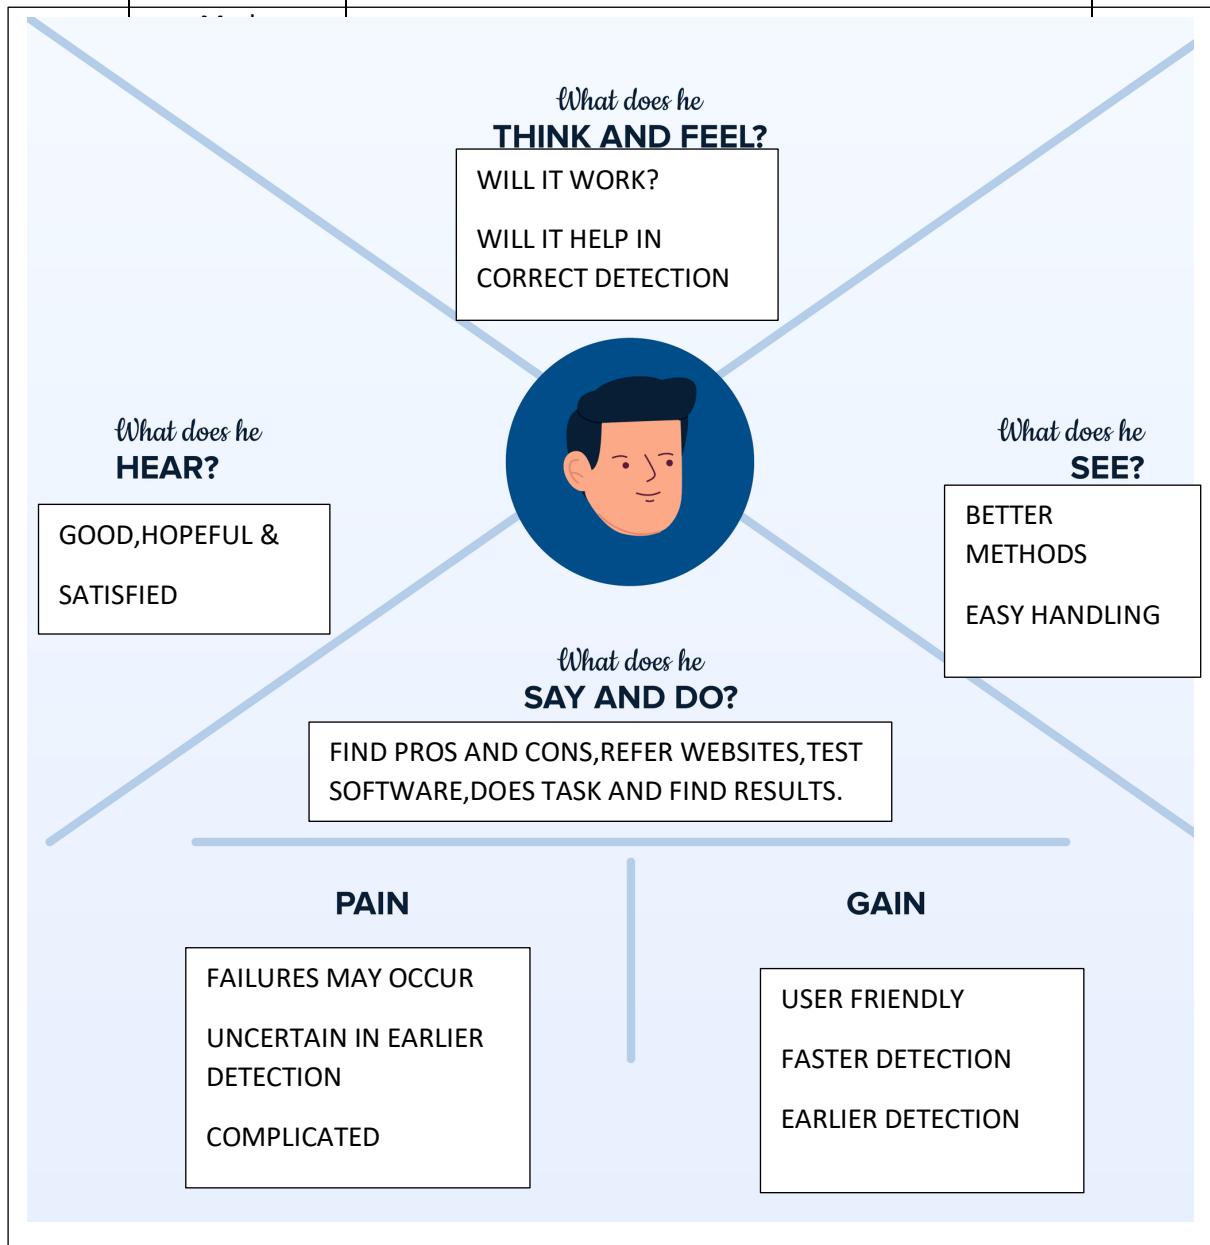 What does he
THINK AND FEEL?
WILL IT WORK?
WILL IT HELP IN
CORRECT DETECTION
What does he
HEAR?
GOOD,HOPEFUL &
SATISFIED
What does he
SEE?
BETTER
METHODS
EASY HANDLING
What does he
SAY AND DO?
FIND PROS AND CONS,REFER WEBSITES,TEST
SOFTWARE,DOES TASK AND FIND RESULTS.
PAIN
FAILURES MAY OCCUR
UNCERTAIN IN EARLIER
DETECTION
COMPLICATED
GAIN
USER FRIENDLY
FASTER DETECTION
EARLIER DETECTION